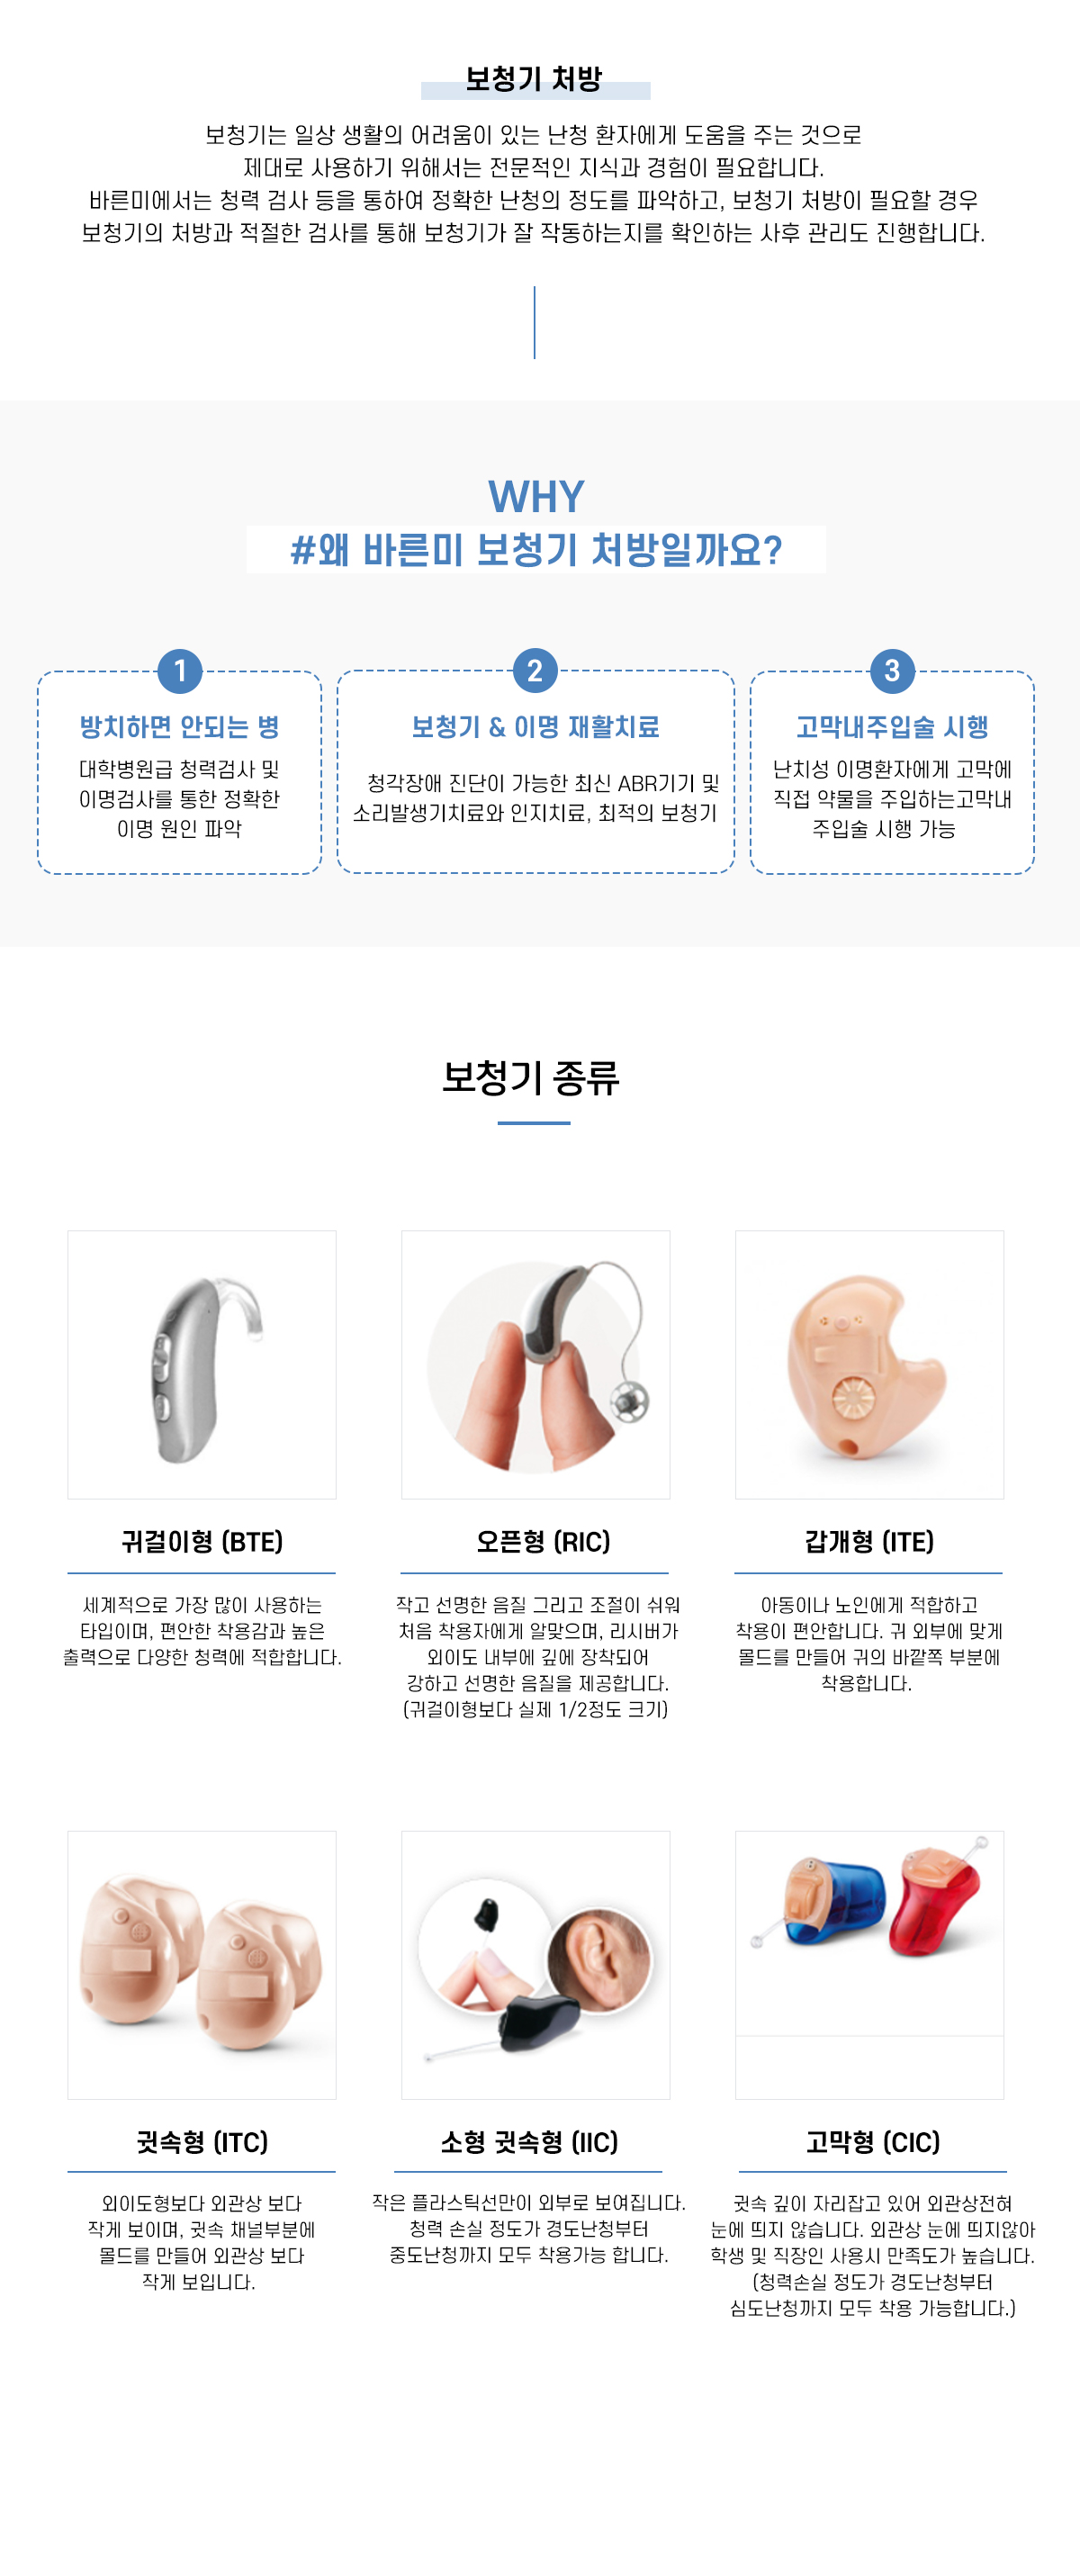 보청기 처방
보청기는 일상 생활의 어려움이 있는 난청 환자에게 도움을 주는 것으로
제대로 사용하기 위해서는 전문적인 지식과 경험이 필요합니다.
바른미에서는 청력 검사 등을 통하여 정확한 난청의 정도를 파악하고, 보청기 처방이 필요할 경우
보청기의 처방과 적절한 검사를 통해 보청기가 잘 작동하는지를 확인하는 사후 관리도 진행합니다.
WHY
#왜 바른미 보청기 처방일까요?
1
방치하면 안되는 병
대학병원급 청력검사 및
이명검사를 통한 정확한
이명 원인 파악
2
보청기 & 이명 재활치료
청각장애 진단이 가능한 최신 ABR기기 및
소리발생기치료와 인지치료, 최적의 보청기
3
고막내주입술 시행
난치성 이명환자에게 고막에
직접 약물을 주입하는고막내
주입술 시행 가능
보청기 종류
귀걸이형 (BTE)
세계적으로 가장 많이 사용하는
타입이며, 편안한 착용감과 높은
출력으로 다양한 청력에 적합합니다.
오픈형 (RIC)
작고 선명한 음질 그리고 조절이 쉬워
처음 착용자에게 알맞으며, 리시버가
외이도 내부에 깊에 장착되어
강하고 선명한 음질을 제공합니다.
(귀걸이형보다 실제 1/2정도 크기)
갑개형 (ITE)
아동이나 노인에게 적합하고
착용이 편안합니다. 귀 외부에 맞게
몰드를 만들어 귀의 바깥쪽 부분에
착용합니다.
귓속형 (ITC)
외이도형보다 외관상 보다
작게 보이며, 귓속 채널부분에
몰드를 만들어 외관상 보다
작게 보입니다.
소형 귓속형 (IIC)
작은 플라스틱선만이 외부로 보여집니다.
청력 손실 정도가 경도난청부터
중도난청까지 모두 착용가능 합니다.
고막형 (CIC)
귓속 깊이 자리잡고 있어 외관상전혀
눈에 띄지 않습니다. 외관상 눈에 띄지않아
학생 및 직장인 사용시 만족도가 높습니다.
(청력손실 정도가 경도난청부터
심도난청까지 모두 착용 가능합니다.)